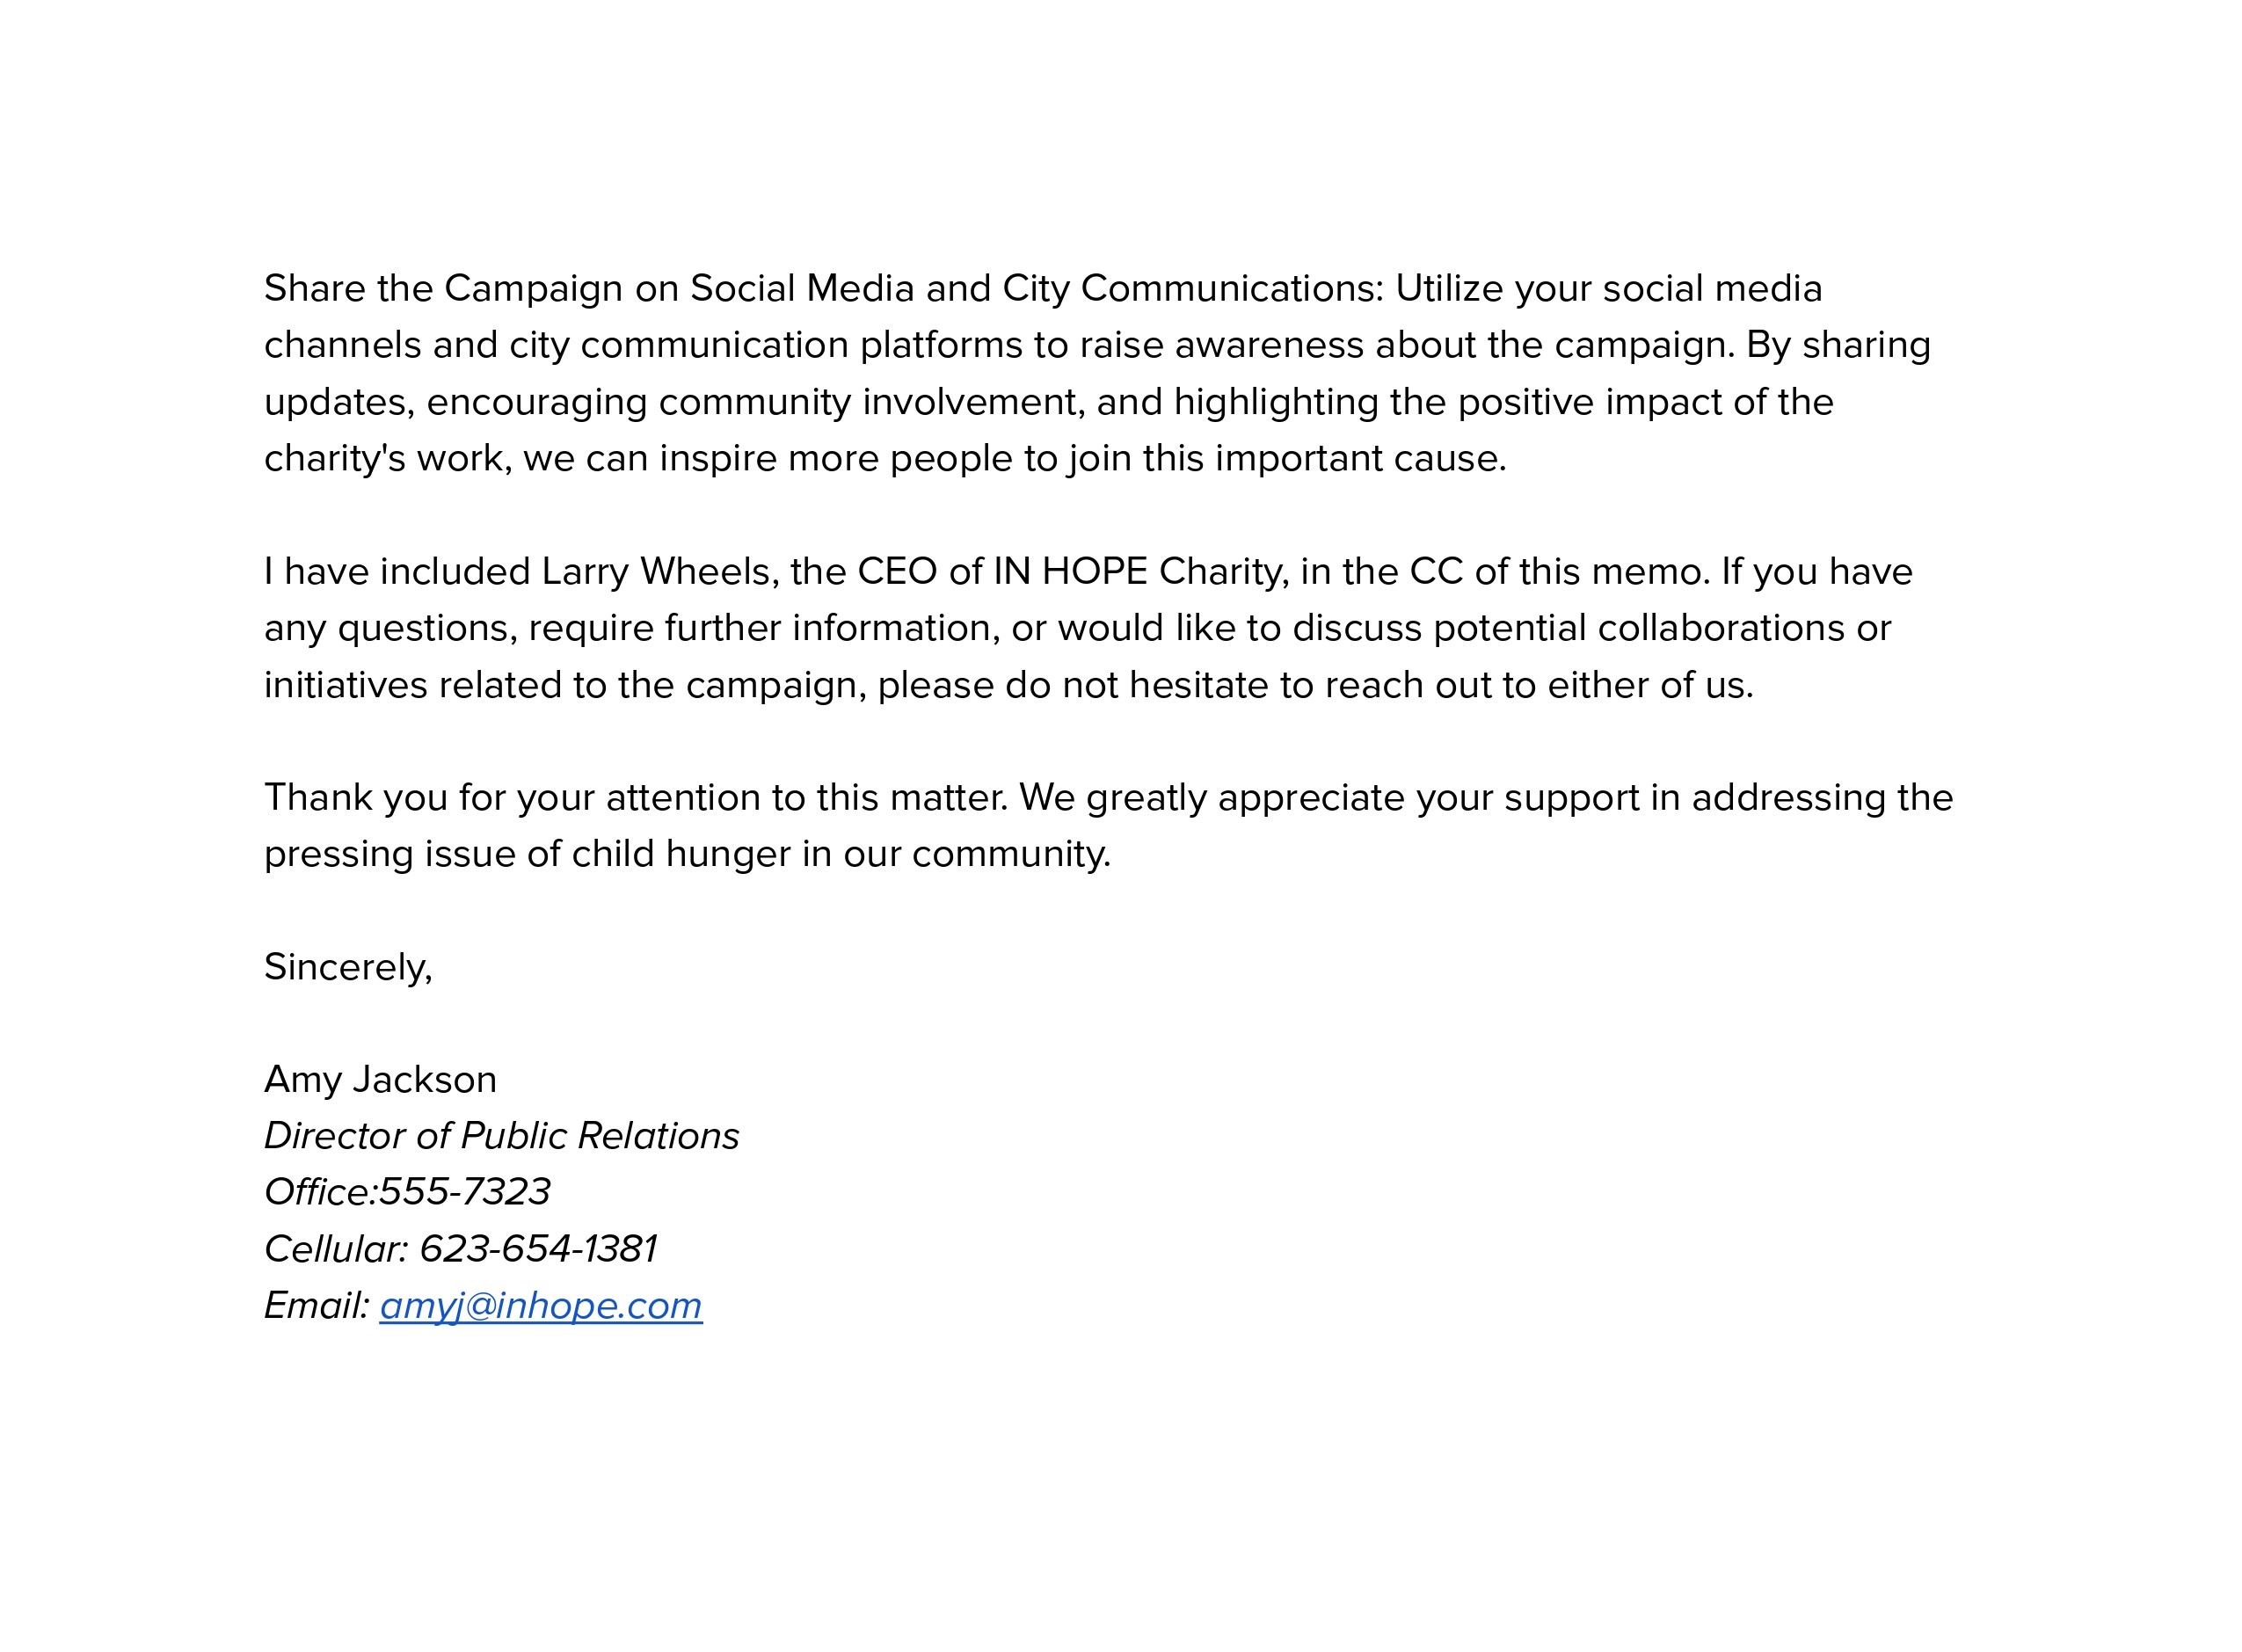 Share the Campaign on Social Media and City Communications: Utilize your social media
channels and city communication platforms to raise awareness about the campaign. By sharing
updates, encouraging community involvement, and highlighting the positive impact of the
charity's work, we can inspire more people to join this important cause.
I have included Larry Wheels, the CEO of IN HOPE Charity, in the CC of this memo. If you have
any questions, require further information, or would like to discuss potential collaborations or
initiatives related to the campaign, please do not hesitate to reach out to either of us.
Thank you for your attention to this matter. We greatly appreciate your support in addressing the
pressing issue of child hunger in our community.
Sincerely,
Amy Jackson
Director of Public Relations
Office:555-7323
Cellular: 623-654-1381
Email: amyj@inhope.com